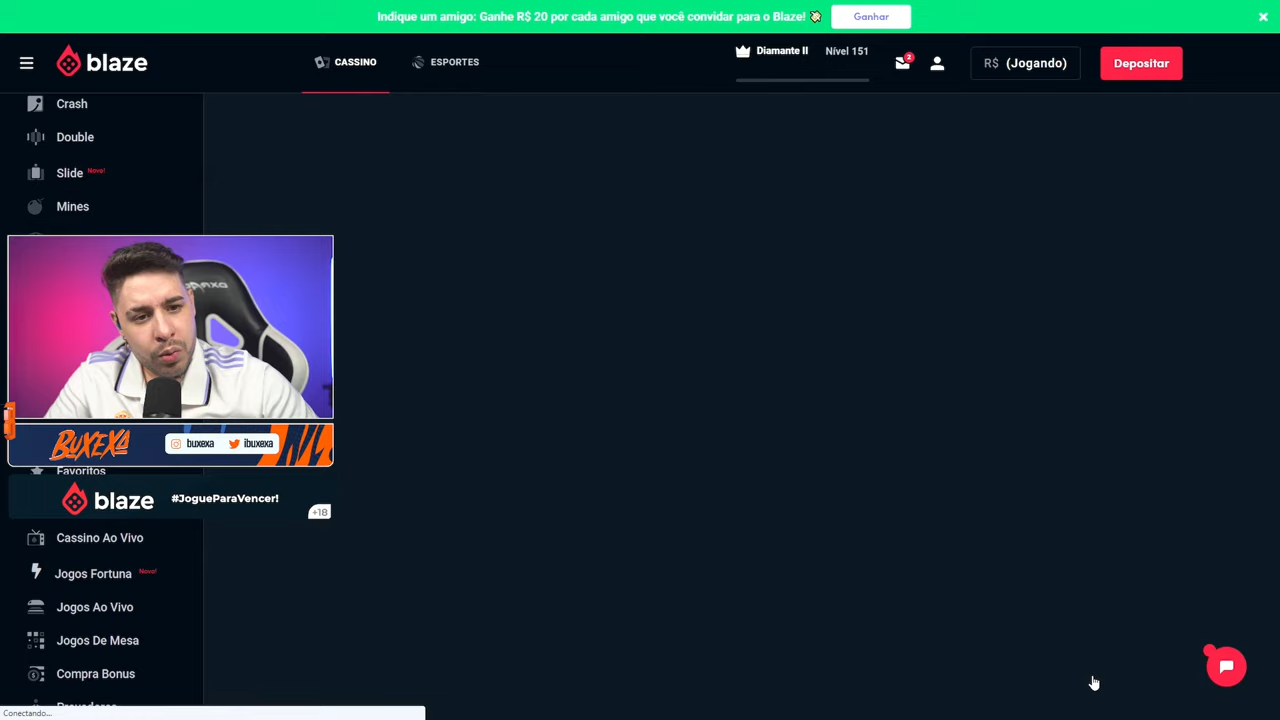 Indique um amigo: Ganhe R$ 20 por cada amigo que você convidar para o Blaze!
Ganhar
blaze
CASSINO
ESPORTES
Diamante II
Nível 151
2
R$ (Jogando)
Depositar
Crash
Double
Slide Novo!
Mines
BUXEXA
buxexa
ibuxexa
Favoritos
blaze
#JogueParaVencer!
+18
Cassino Ao Vivo
Jogos Fortuna Novo!
Jogos Ao Vivo
Jogos De Mesa
Compra Bonus
Provedores
Conectando...